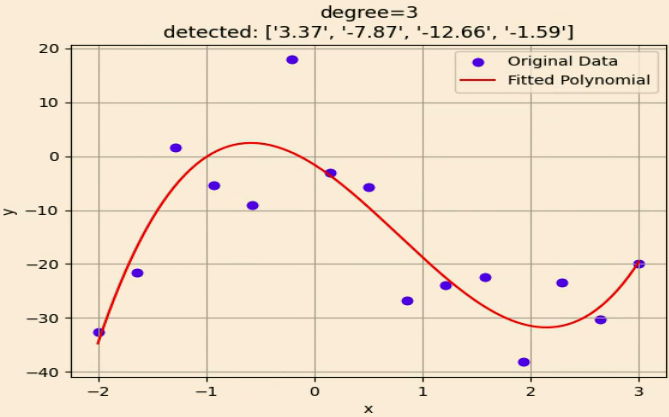 degree=3
detected: ['3.37', '-7.87', '-12.66', '-1.59']
Original Data
Fitted Polynomial
20
10
0
−10
−20
−30
−40
y
−2
−1
0
1
2
3
x